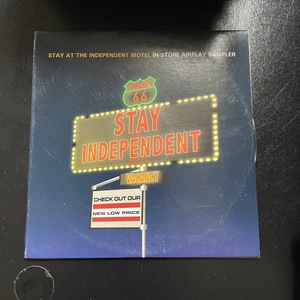 STAY AT THE INDEPENDENT MOTEL IN-STORE AIRPLAY SAMPLER
66
STAY
INDEPENDENT
VACANCY
CHECK OUT OUR
NEW LOW PRICE